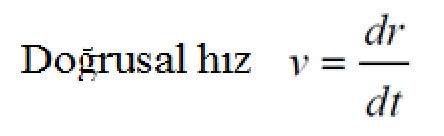 Doğrusal hız v = dr/dt